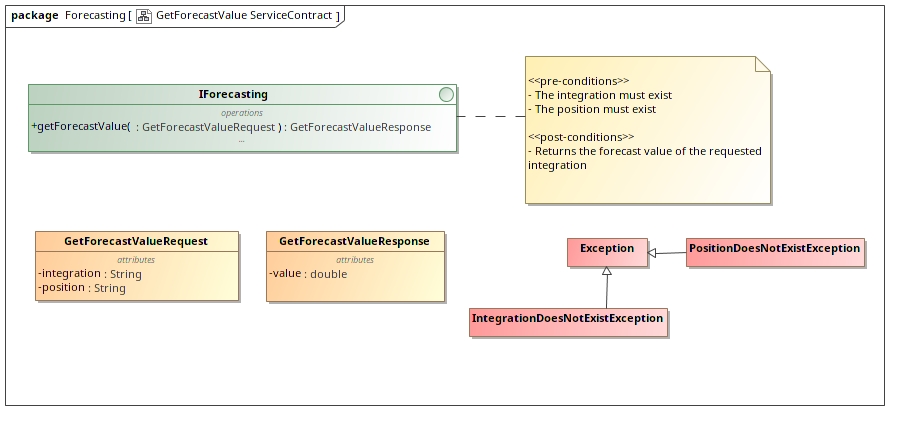 package Forecasting [ GetForecastValue ServiceContract ]
IForecasting
operations
+getForecastValue( : GetForecastValueRequest ) : GetForecastValueResponse
...
<<pre-conditions>>
- The integration must exist
- The position must exist
<<post-conditions>>
- Returns the forecast value of the requested
integration
GetForecastValueRequest
attributes
-integration : String
-position : String
GetForecastValueResponse
attributes
-value : double
Exception
PositionDoesNotExistException
IntegrationDoesNotExistException